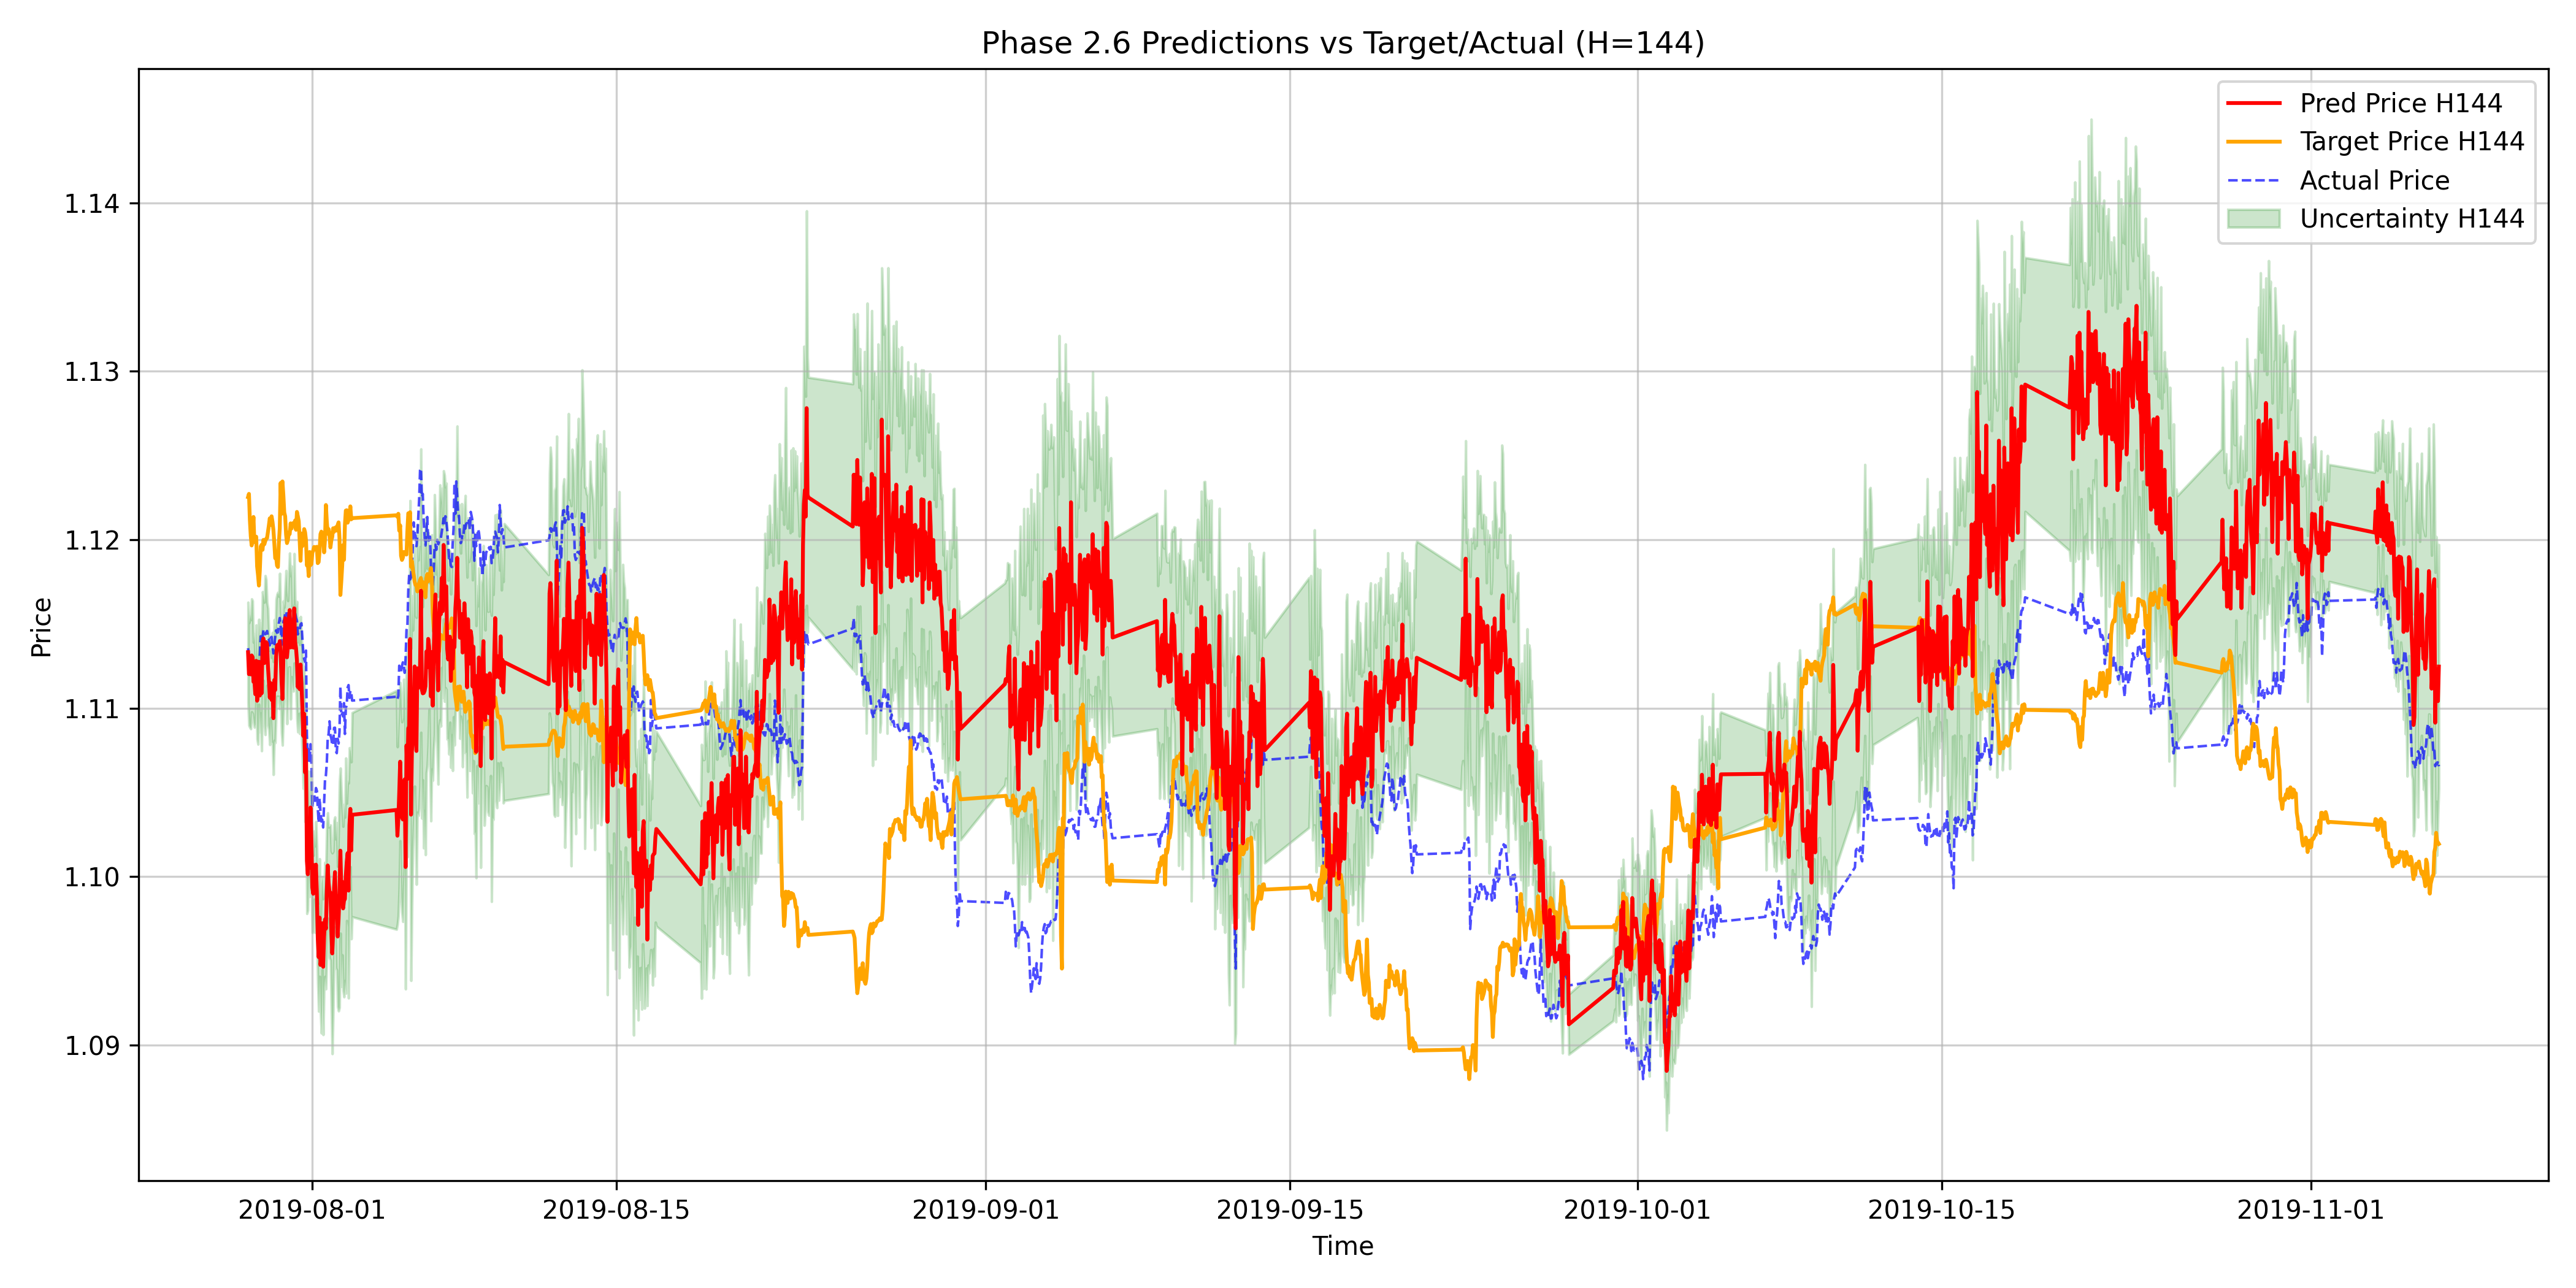 Phase 2.6 Predictions vs Target/Actual (H=144)
Pred Price H144
Target Price H144
Actual Price
Uncertainty H144
Price
1.14
1.13
1.12
1.11
1.10
1.09
2019-08-01
2019-08-15
2019-09-01
2019-09-15
2019-10-01
2019-10-15
2019-11-01
Time